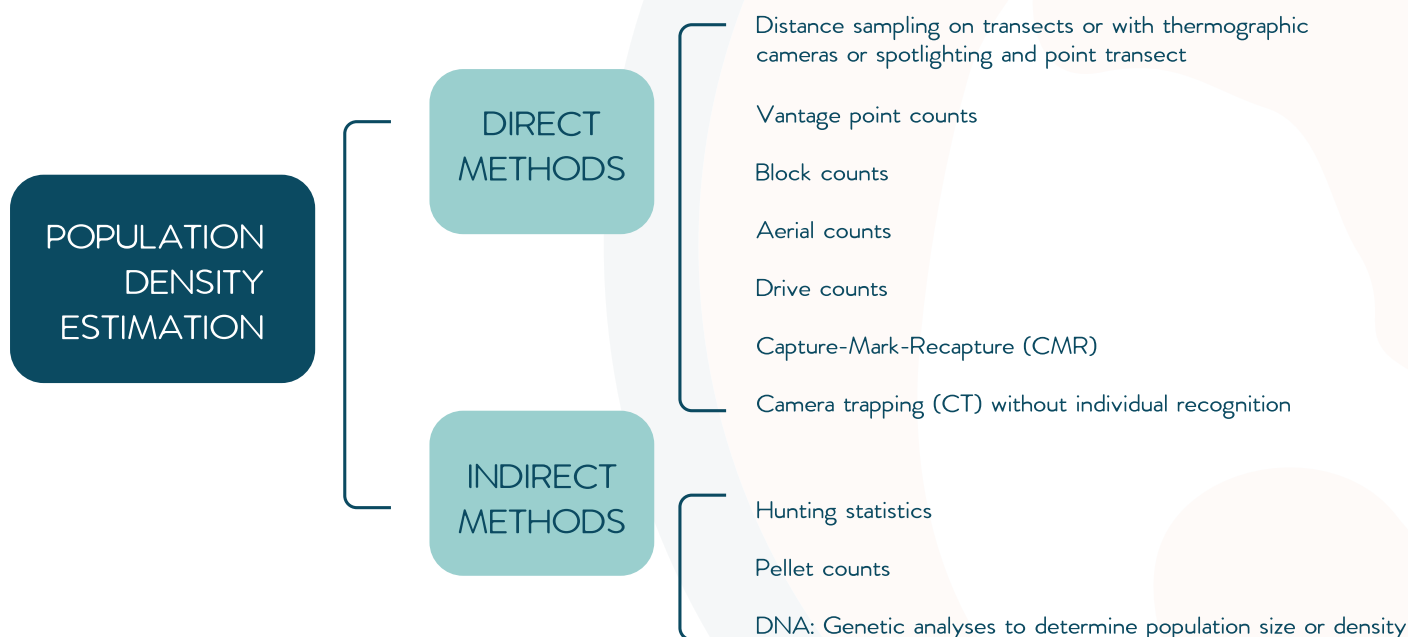 POPULATION
DENSITY
ESTIMATION
DIRECT
METHODS
Distance sampling on transects or with thermographic
cameras or spotlighting and point transect
Vantage point counts
Block counts
Aerial counts
Drive counts
Capture-Mark-Recapture (CMR)
Camera trapping (CT) without individual recognition
INDIRECT
METHODS
Hunting statistics
Pellet counts
DNA: Genetic analyses to determine population size or density